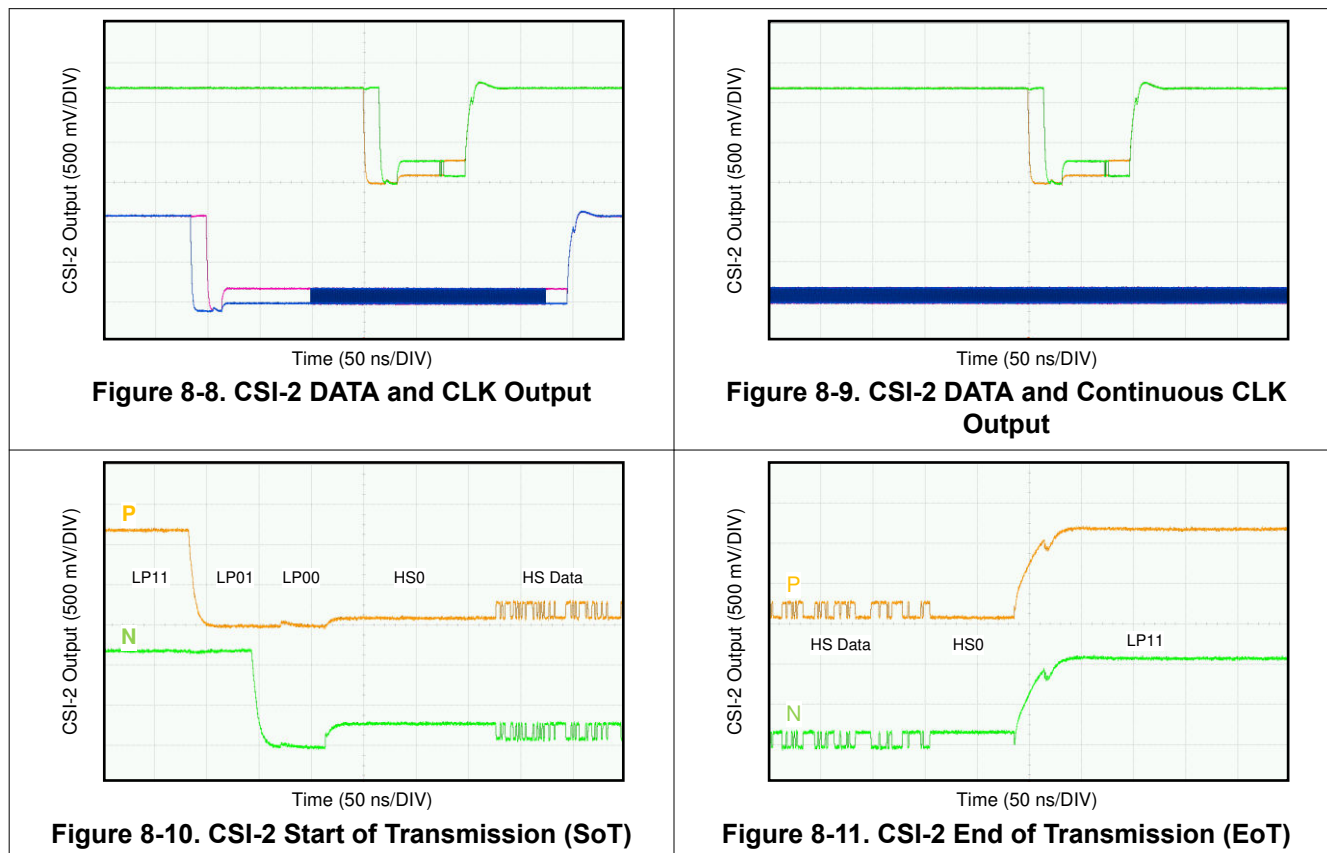 CSI-2 Output (500 mV/DIV)
Time (50 ns/DIV)
Figure 8-8. CSI-2 DATA and CLK Output
CSI-2 Output (500 mV/DIV)
Time (50 ns/DIV)
Figure 8-9. CSI-2 DATA and Continuous CLK
Output
CSI-2 Output (500 mV/DIV)
P
LP11
LP01
LP00
HS0
HS Data
N
Time (50 ns/DIV)
Figure 8-10. CSI-2 Start of Transmission (SoT)
CSI-2 Output (500 mV/DIV)
P
HS Data
HS0
LP11
N
Time (50 ns/DIV)
Figure 8-11. CSI-2 End of Transmission (EoT)